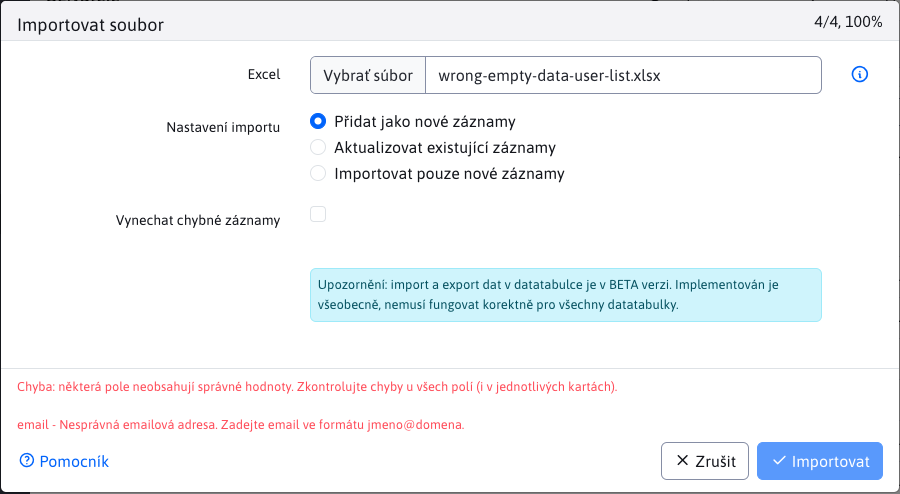 Importovat soubor
4/4, 100%
Excel
Vybrať súbor
wrong-empty-data-user-list.xlsx
Nastavení importu
Přidat jako nové záznamy
Aktualizovat existující záznamy
Importovat pouze nové záznamy
Vynechat chybné záznamy
Upozornění: import a export dat v datatabulce je v BETA verzi. Implementován je
všeobecně, nemusí fungovat korektně pro všechny datatabulky.
Chyba: některá pole neobsahují správné hodnoty. Zkontrolujte chyby u všech polí (i v jednotlivých kartách).
email - Nesprávná emailová adresa. Zadejte email ve formátu jmeno@domena.
Pomocník
Zrušit
Importovat